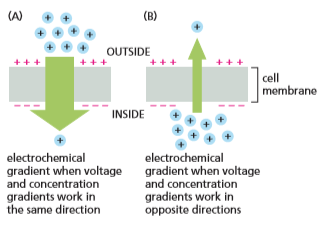 (A)
(B)
OUTSIDE
+++
+++
+++
+++
cell
membrane
INSIDE
electrochemical
gradient when voltage
and concentration
gradients work in
the same direction
electrochemical
gradient when voltage
and concentration
gradients work in
opposite directions